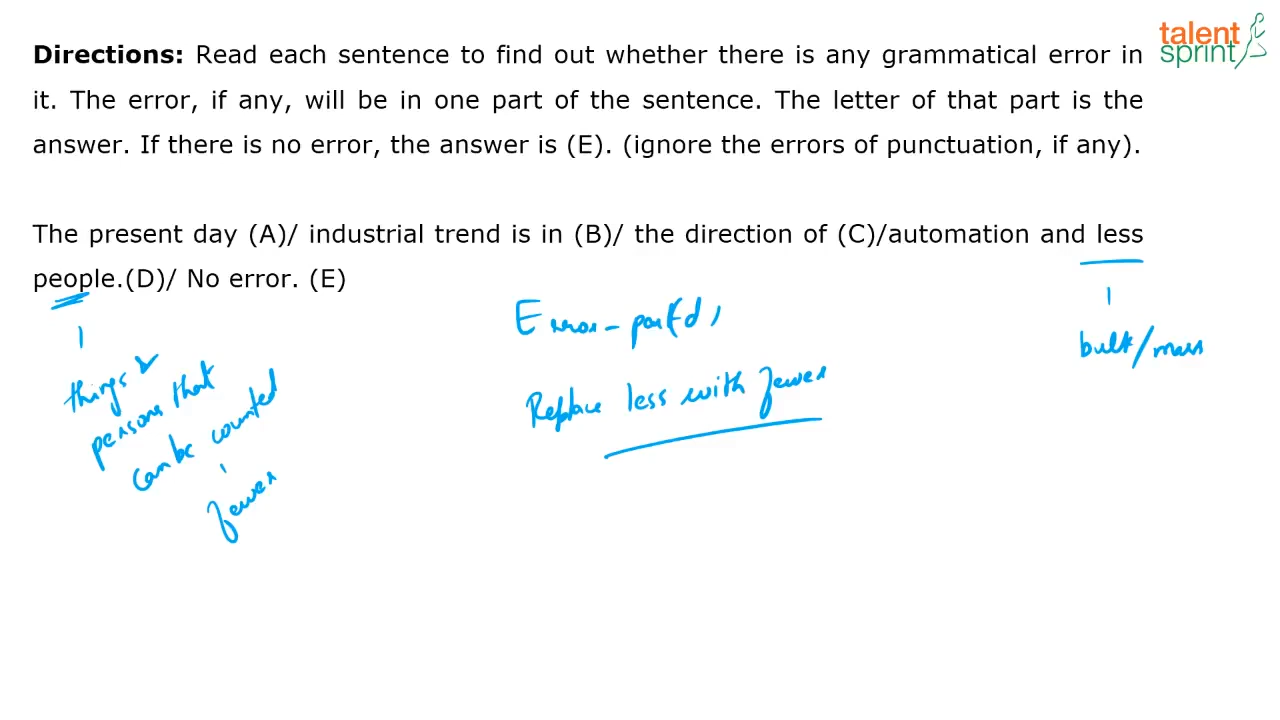 talent
sprint
Directions: Read each sentence to find out whether there is any grammatical error in
it. The error, if any, will be in one part of the sentence. The letter of that part is the
answer. If there is no error, the answer is (E). (ignore the errors of punctuation, if any).
The present day (A)/ industrial trend is in (B)/ the direction of (C)/automation and less
people.(D)/ No error. (E)
Error - part(d)
bulk/mass
things &
persons that
can be counted
fewer
Replace less with fewer